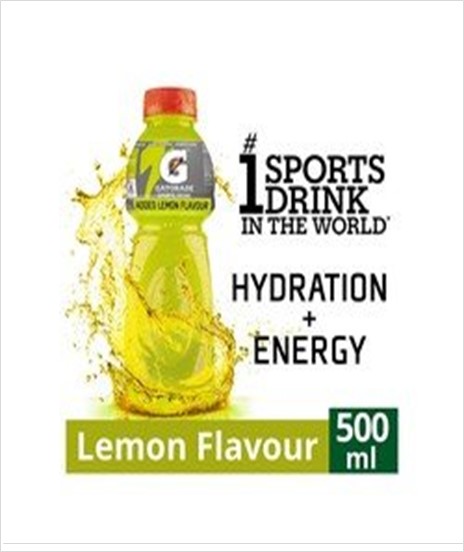 G
GATORADE
ADDED LEMON FLAVOUR
#1 SPORTS
DRINK
IN THE WORLD*
HYDRATION
+
ENERGY
Lemon Flavour
500
ml